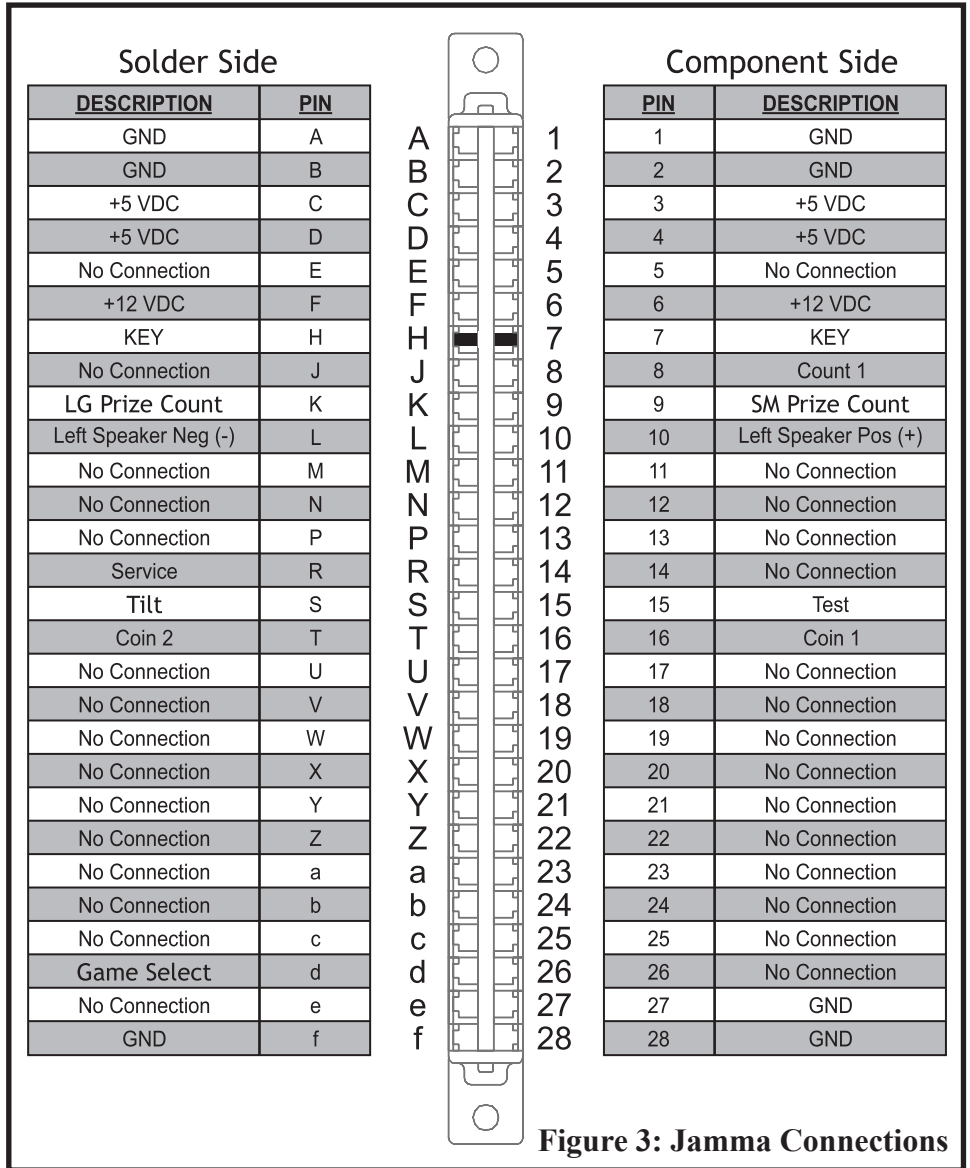 Solder Side Component Side
DESCRIPTION PIN PIN DESCRIPTION
GND A A 1 1 GND
GND B B 2 2 GND
+5 VDC C C 3 3 +5 VDC
+5 VDC D D 4 4 +5 VDC
No Connection E E 5 5 No Connection
+12 VDC F F 6 6 +12 VDC
KEY H H 7 7 KEY
No Connection J J 8 8 Count 1
LG Prize Count K K 9 9 SM Prize Count
Left Speaker Neg (-) L L 10 10 Left Speaker Pos (+)
No Connection M M 11 11 No Connection
No Connection N N 12 12 No Connection
No Connection P P 13 13 No Connection
Service R R 14 14 No Connection
Tilt S S 15 15 Test
Coin 2 T T 16 16 Coin 1
No Connection U U 17 17 No Connection
No Connection V V 18 18 No Connection
No Connection W W 19 19 No Connection
No Connection X X 20 20 No Connection
No Connection Y Y 21 21 No Connection
No Connection Z Z 22 22 No Connection
No Connection a a 23 23 No Connection
No Connection b b 24 24 No Connection
No Connection c c 25 25 No Connection
Game Select d d 26 26 No Connection
No Connection e e 27 27 GND
GND f f 28 28 GND
Figure 3: Jamma Connections